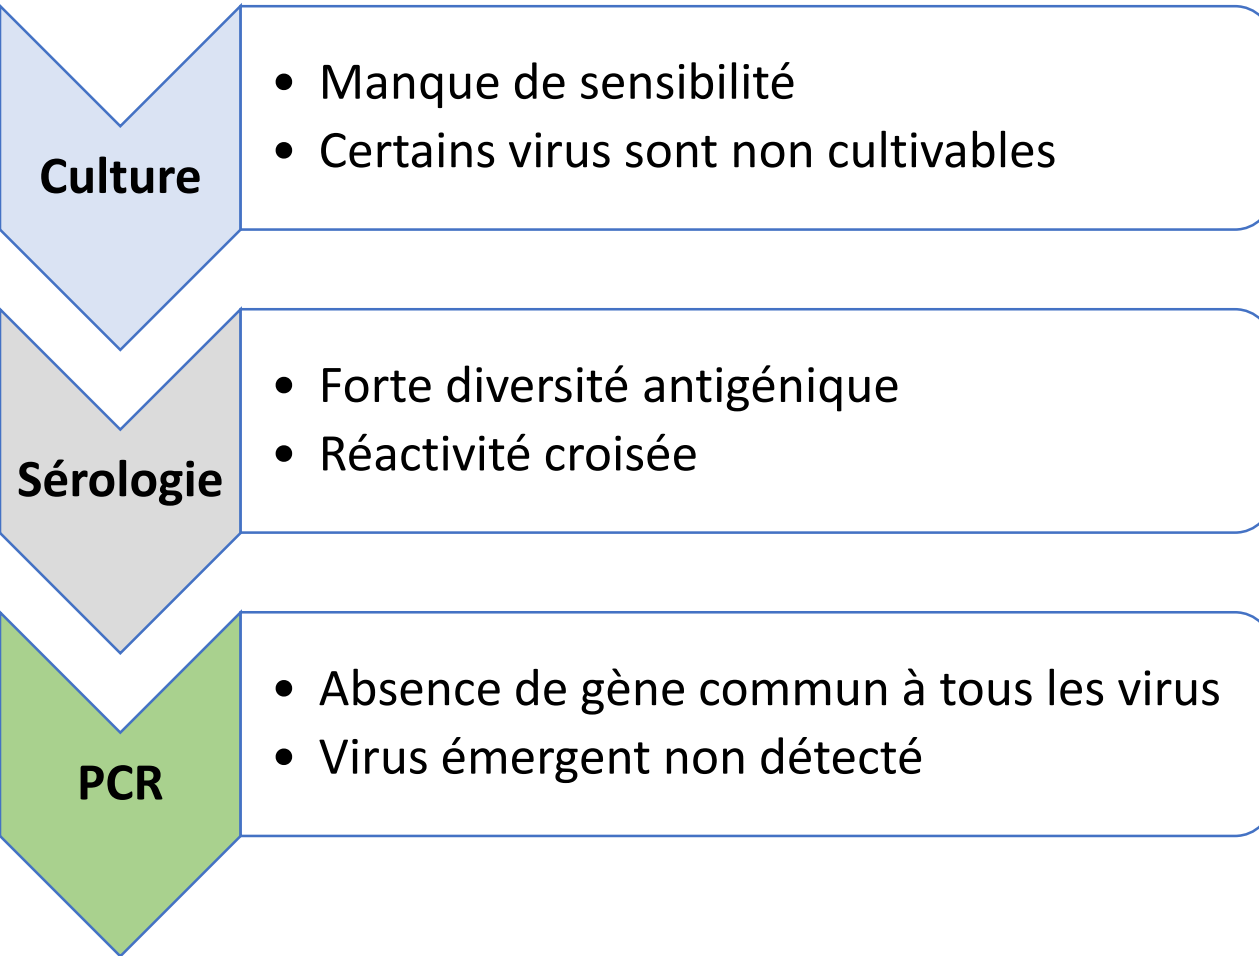 Culture
• Manque de sensibilité
• Certains virus sont non cultivables
Sérologie
• Forte diversité antigénique
• Réactivité croisée
PCR
• Absence de gène commun à tous les virus
• Virus émergent non détecté